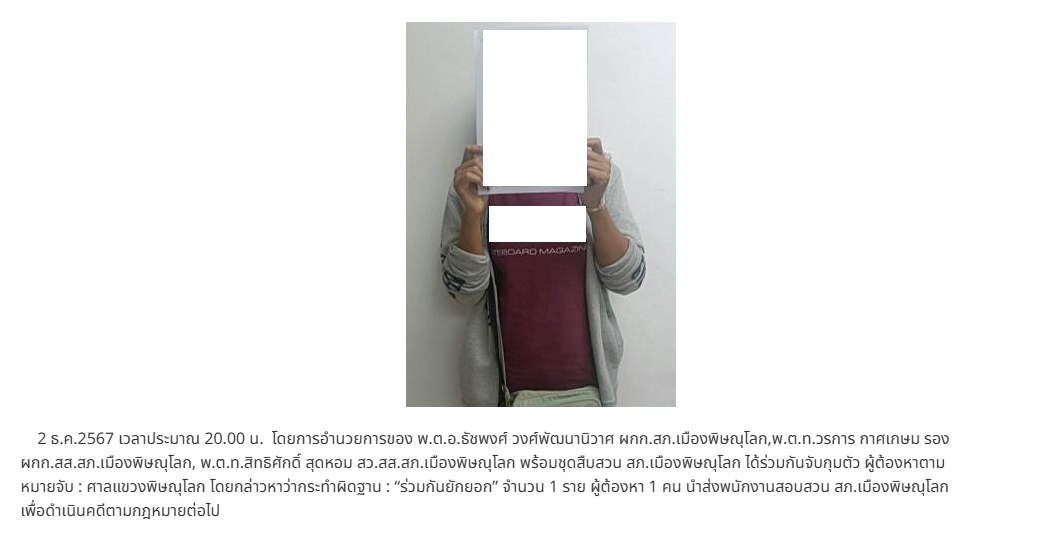 TEBOARD MAGAZIN
2 ธ.ค.2567 เวลาประมาณ 20.00 น. โดยการอำนวยการของ พ.ต.อ.ธัชพงศ์ วงศ์พัฒนานิวาศ ผกก.สภ.เมืองพิษณุโลก,พ.ต.ท.วรการ กาศเกษม รอง
ผกก.สส.สภ.เมืองพิษณุโลก, พ.ต.ท.สิทธิศักดิ์ สุดหอม สว.สส.สภ.เมืองพิษณุโลก พร้อมชุดสืบสวน สภ.เมืองพิษณุโลก ได้ร่วมกันจับกุมตัว ผู้ต้องหาตาม
หมายจับ : ศาลแขวงพิษณุโลก โดยกล่าวหาว่ากระทำผิดฐาน : “ร่วมกันยักยอก” จำนวน 1 ราย ผู้ต้องหา 1 คน นำส่งพนักงานสอบสวน สภ.เมืองพิษณุโลก
เพื่อดำเนินคดีตามกฎหมายต่อไป